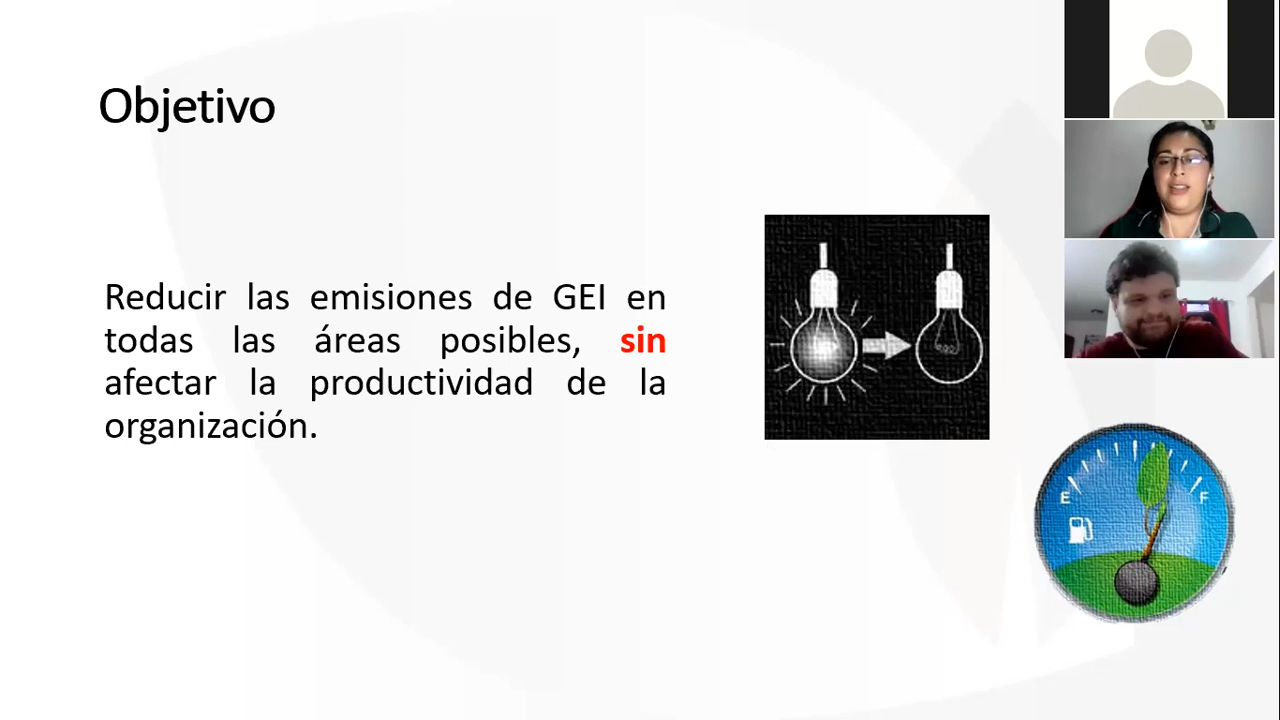 Objetivo
Reducir las emisiones de GEI en
todas las áreas posibles, sin
afectar la productividad de la
organización.
E
F